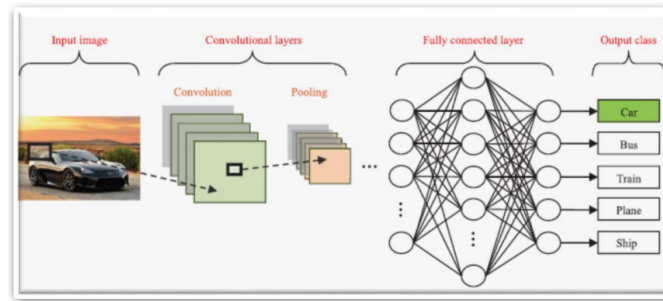 Input image
Convolutional layers
Fully connected layer
Output class
Convolution
Pooling
Car
Bus
Train
Plane
Ship